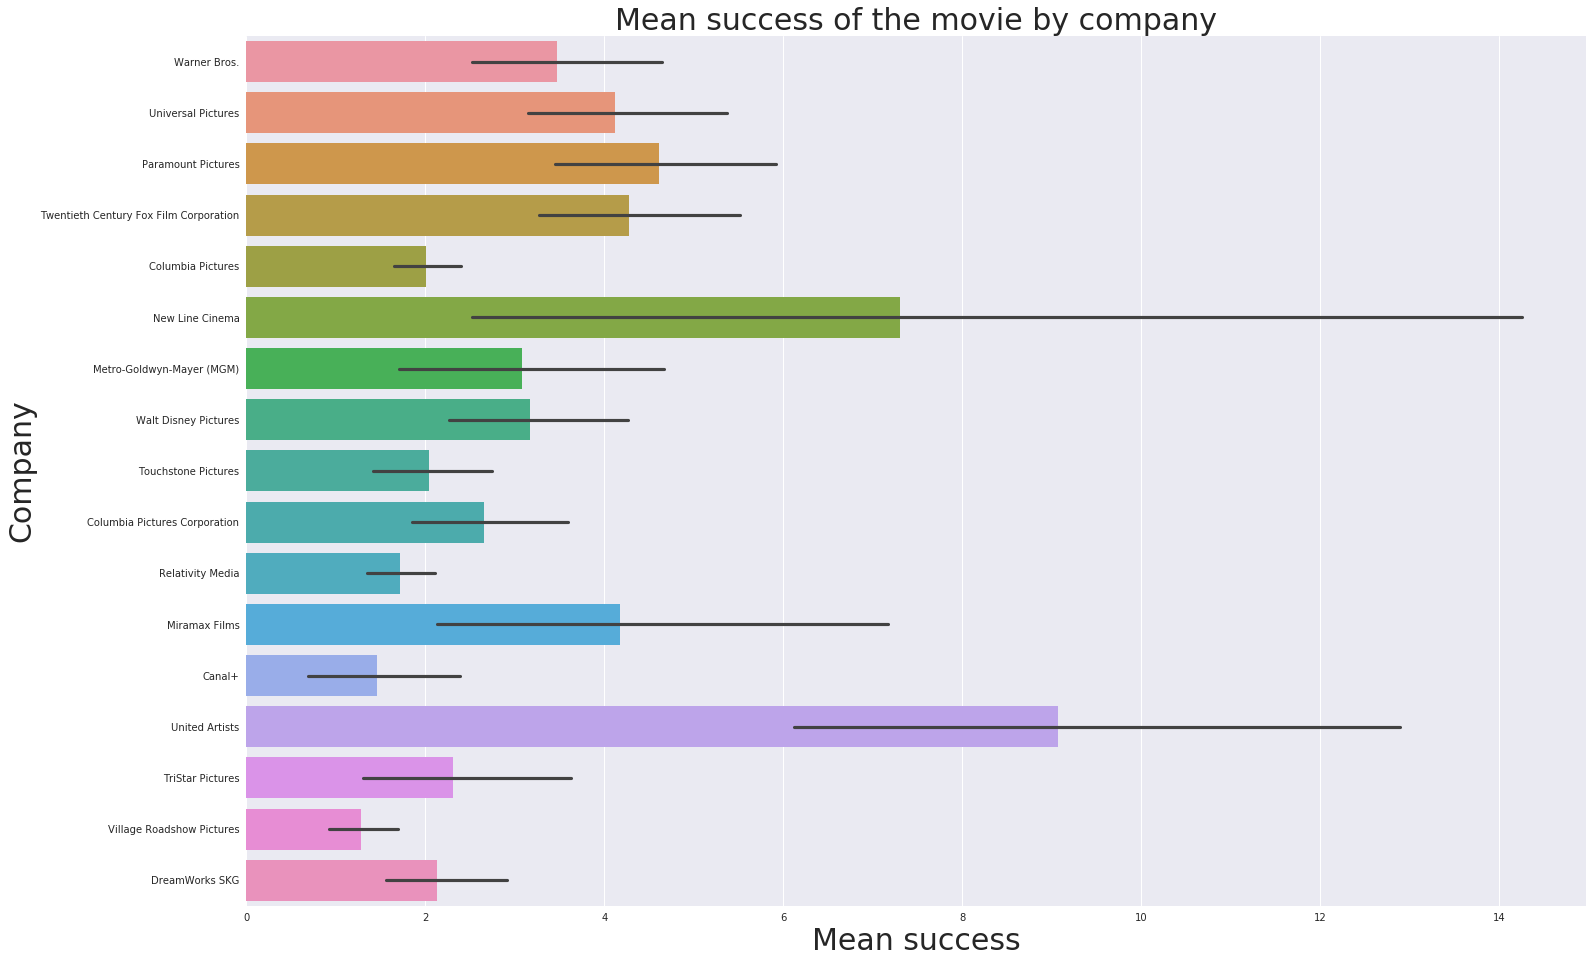 Mean success of the movie by company
Warner Bros.
Universal Pictures
Paramount Pictures
Twentieth Century Fox Film Corporation
Columbia Pictures
New Line Cinema
Metro-Goldwyn-Mayer (MGM)
Walt Disney Pictures
Touchstone Pictures
Columbia Pictures Corporation
Relativity Media
Miramax Films
Canal+
United Artists
TriStar Pictures
Village Roadshow Pictures
DreamWorks SKG
Company
0 2 4 6 8 10 12 14
Mean success